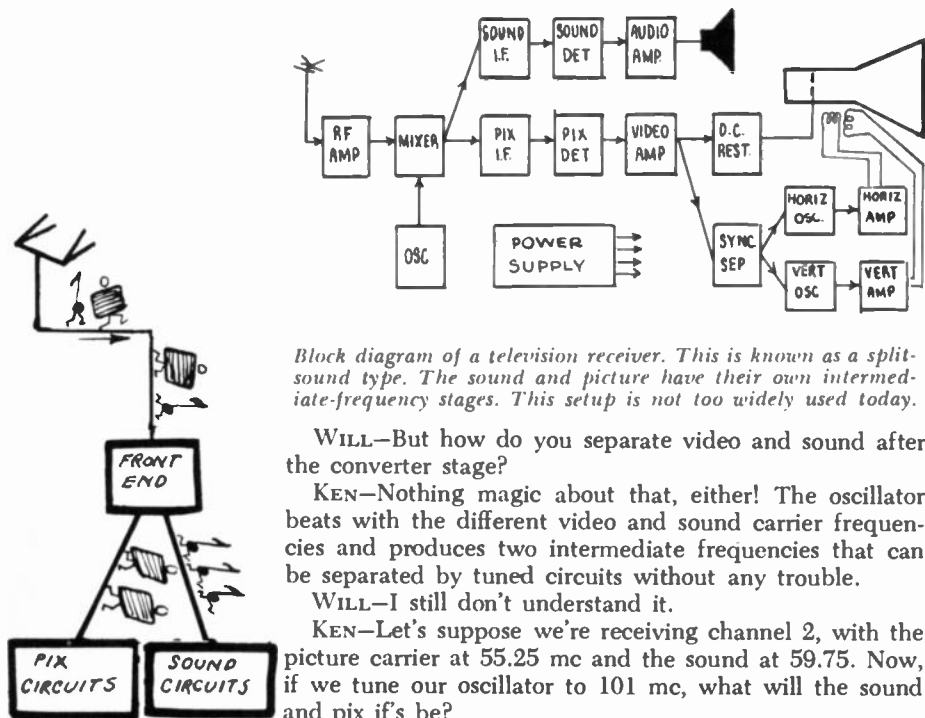 SOUND
I.F.
SOUND
DET
AUDIO
AMP.
RF
AMP
MIXER
PIX
I.F.
PIX
DET
VIDEO
AMP
D.C.
REST.
OSC
POWER
SUPPLY
SYNC
SEP
HORIZ
OSC.
HORIZ
AMP
VERT
OSC
VERT
AMP
FRONT
END
PIX
CIRCUITS
SOUND
CIRCUITS
Block diagram of a television receiver. This is known as a split-
sound type. The sound and picture have their own intermed-
iate-frequency stages. This setup is not too widely used today.
WILL—But how do you separate video and sound after
the converter stage?
KEN—Nothing magic about that, either! The oscillator
beats with the different video and sound carrier frequen-
cies and produces two intermediate frequencies that can
be separated by tuned circuits without any trouble.
WILL—I still don't understand it.
KEN—Let's suppose we're receiving channel 2, with the
picture carrier at 55.25 mc and the sound at 59.75. Now,
if we tune our oscillator to 101 mc, what will the sound
and pix if's be?